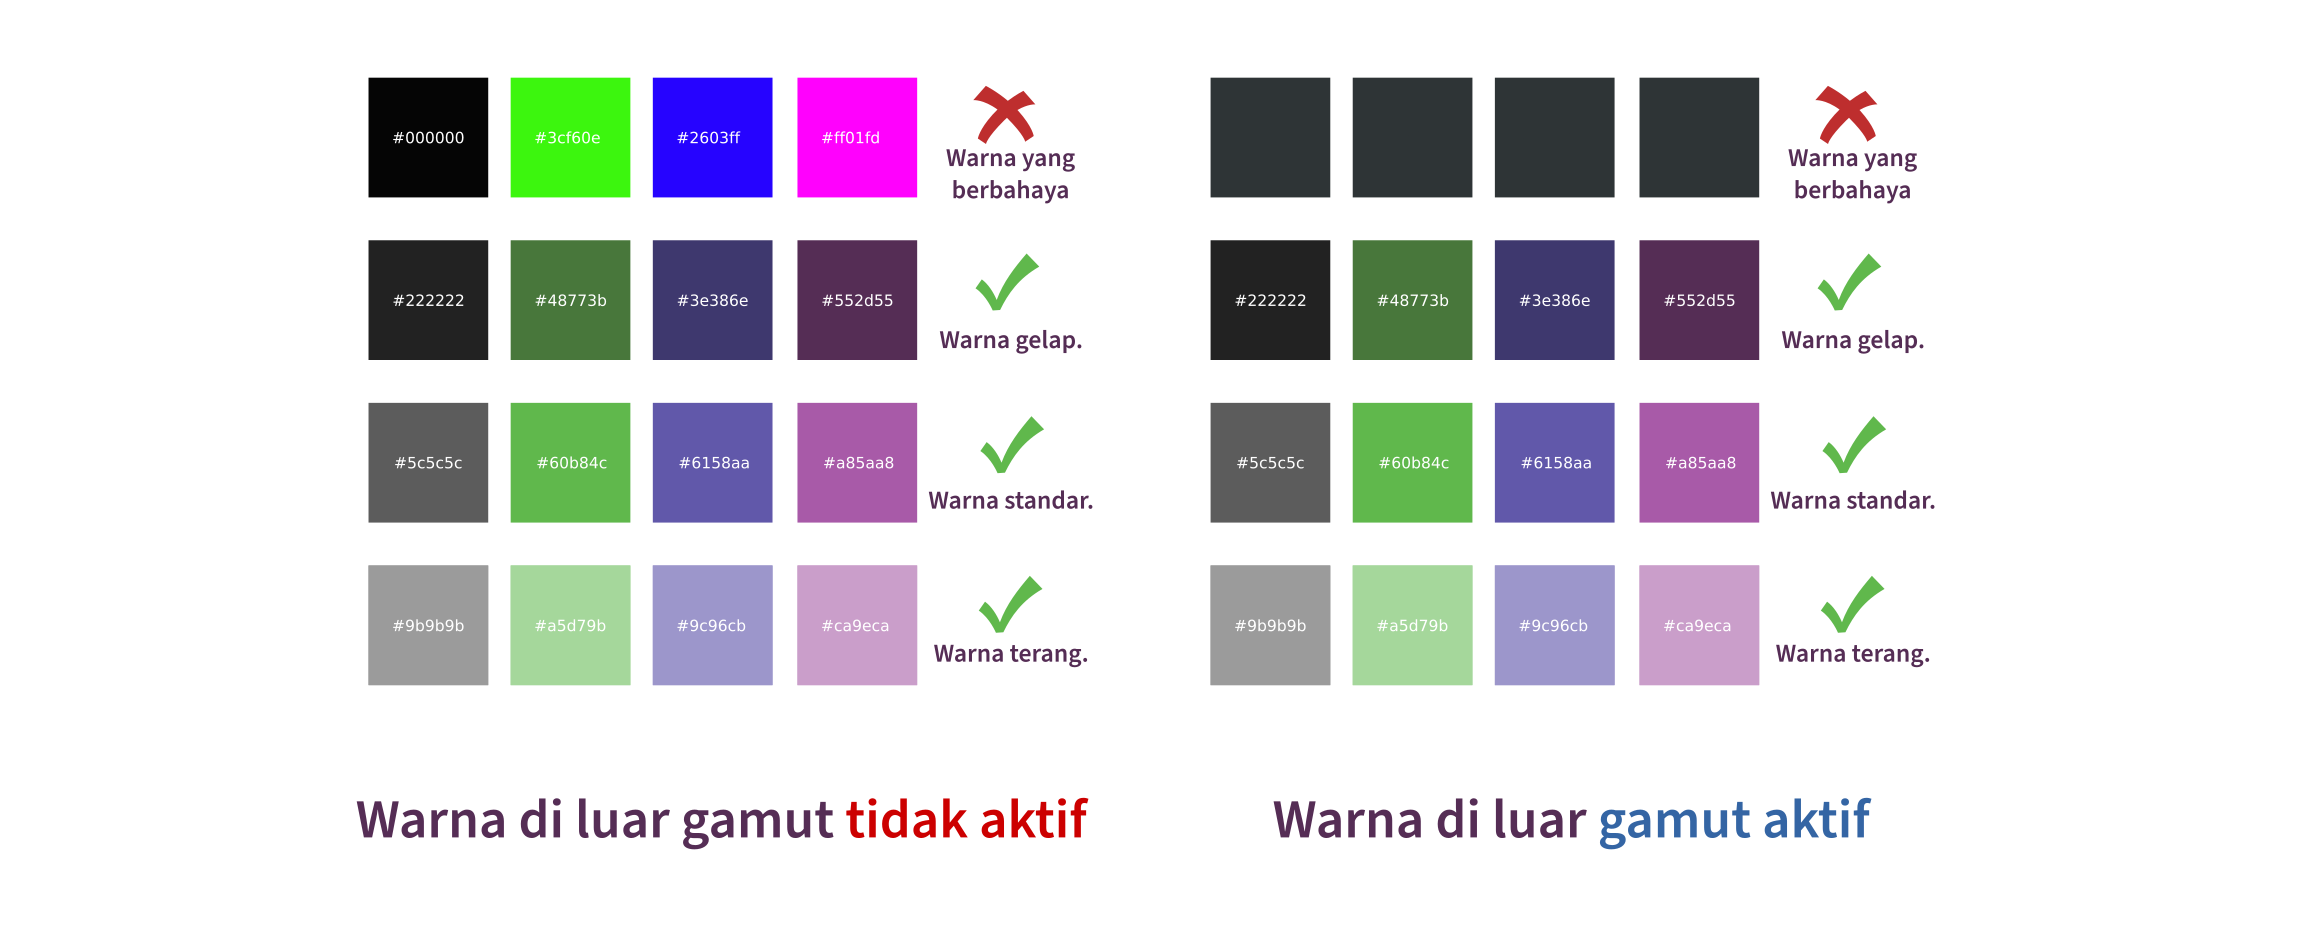 #000000 #3cf60e #2603ff #ff01fd
Warna yang
berbahaya
#222222 #48773b #3e386e #552d55
Warna gelap.
#5c5c5c #60b84c #6158aa #a85aa8
Warna standar.
#9b9b9b #a5d79b #9c96cb #ca9eca
Warna terang.
Warna di luar gamut tidak aktif
Warna yang
berbahaya
#222222 #48773b #3e386e #552d55
Warna gelap.
#5c5c5c #60b84c #6158aa #a85aa8
Warna standar.
#9b9b9b #a5d79b #9c96cb #ca9eca
Warna terang.
Warna di luar gamut aktif